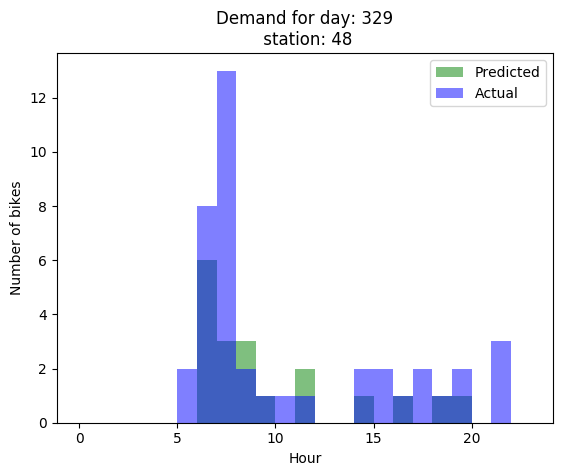 Demand for day: 329
station: 48
Predicted
Actual
Number of bikes
12
10
8
6
4
2
0
0 5 10 15 20
Hour